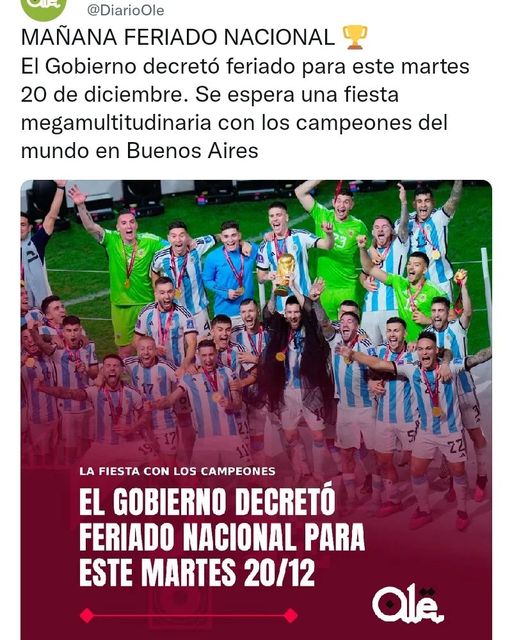 Olé
@DiarioOle
MAÑANA FERIADO NACIONAL 🏆
El Gobierno decretó feriado para este martes
20 de diciembre. Se espera una fiesta
megamultitudinaria con los campeones del
mundo en Buenos Aires
LA FIESTA CON LOS CAMPEONES
EL GOBIERNO DECRETÓ
FERIADO NACIONAL PARA
ESTE MARTES 20/12
Olé